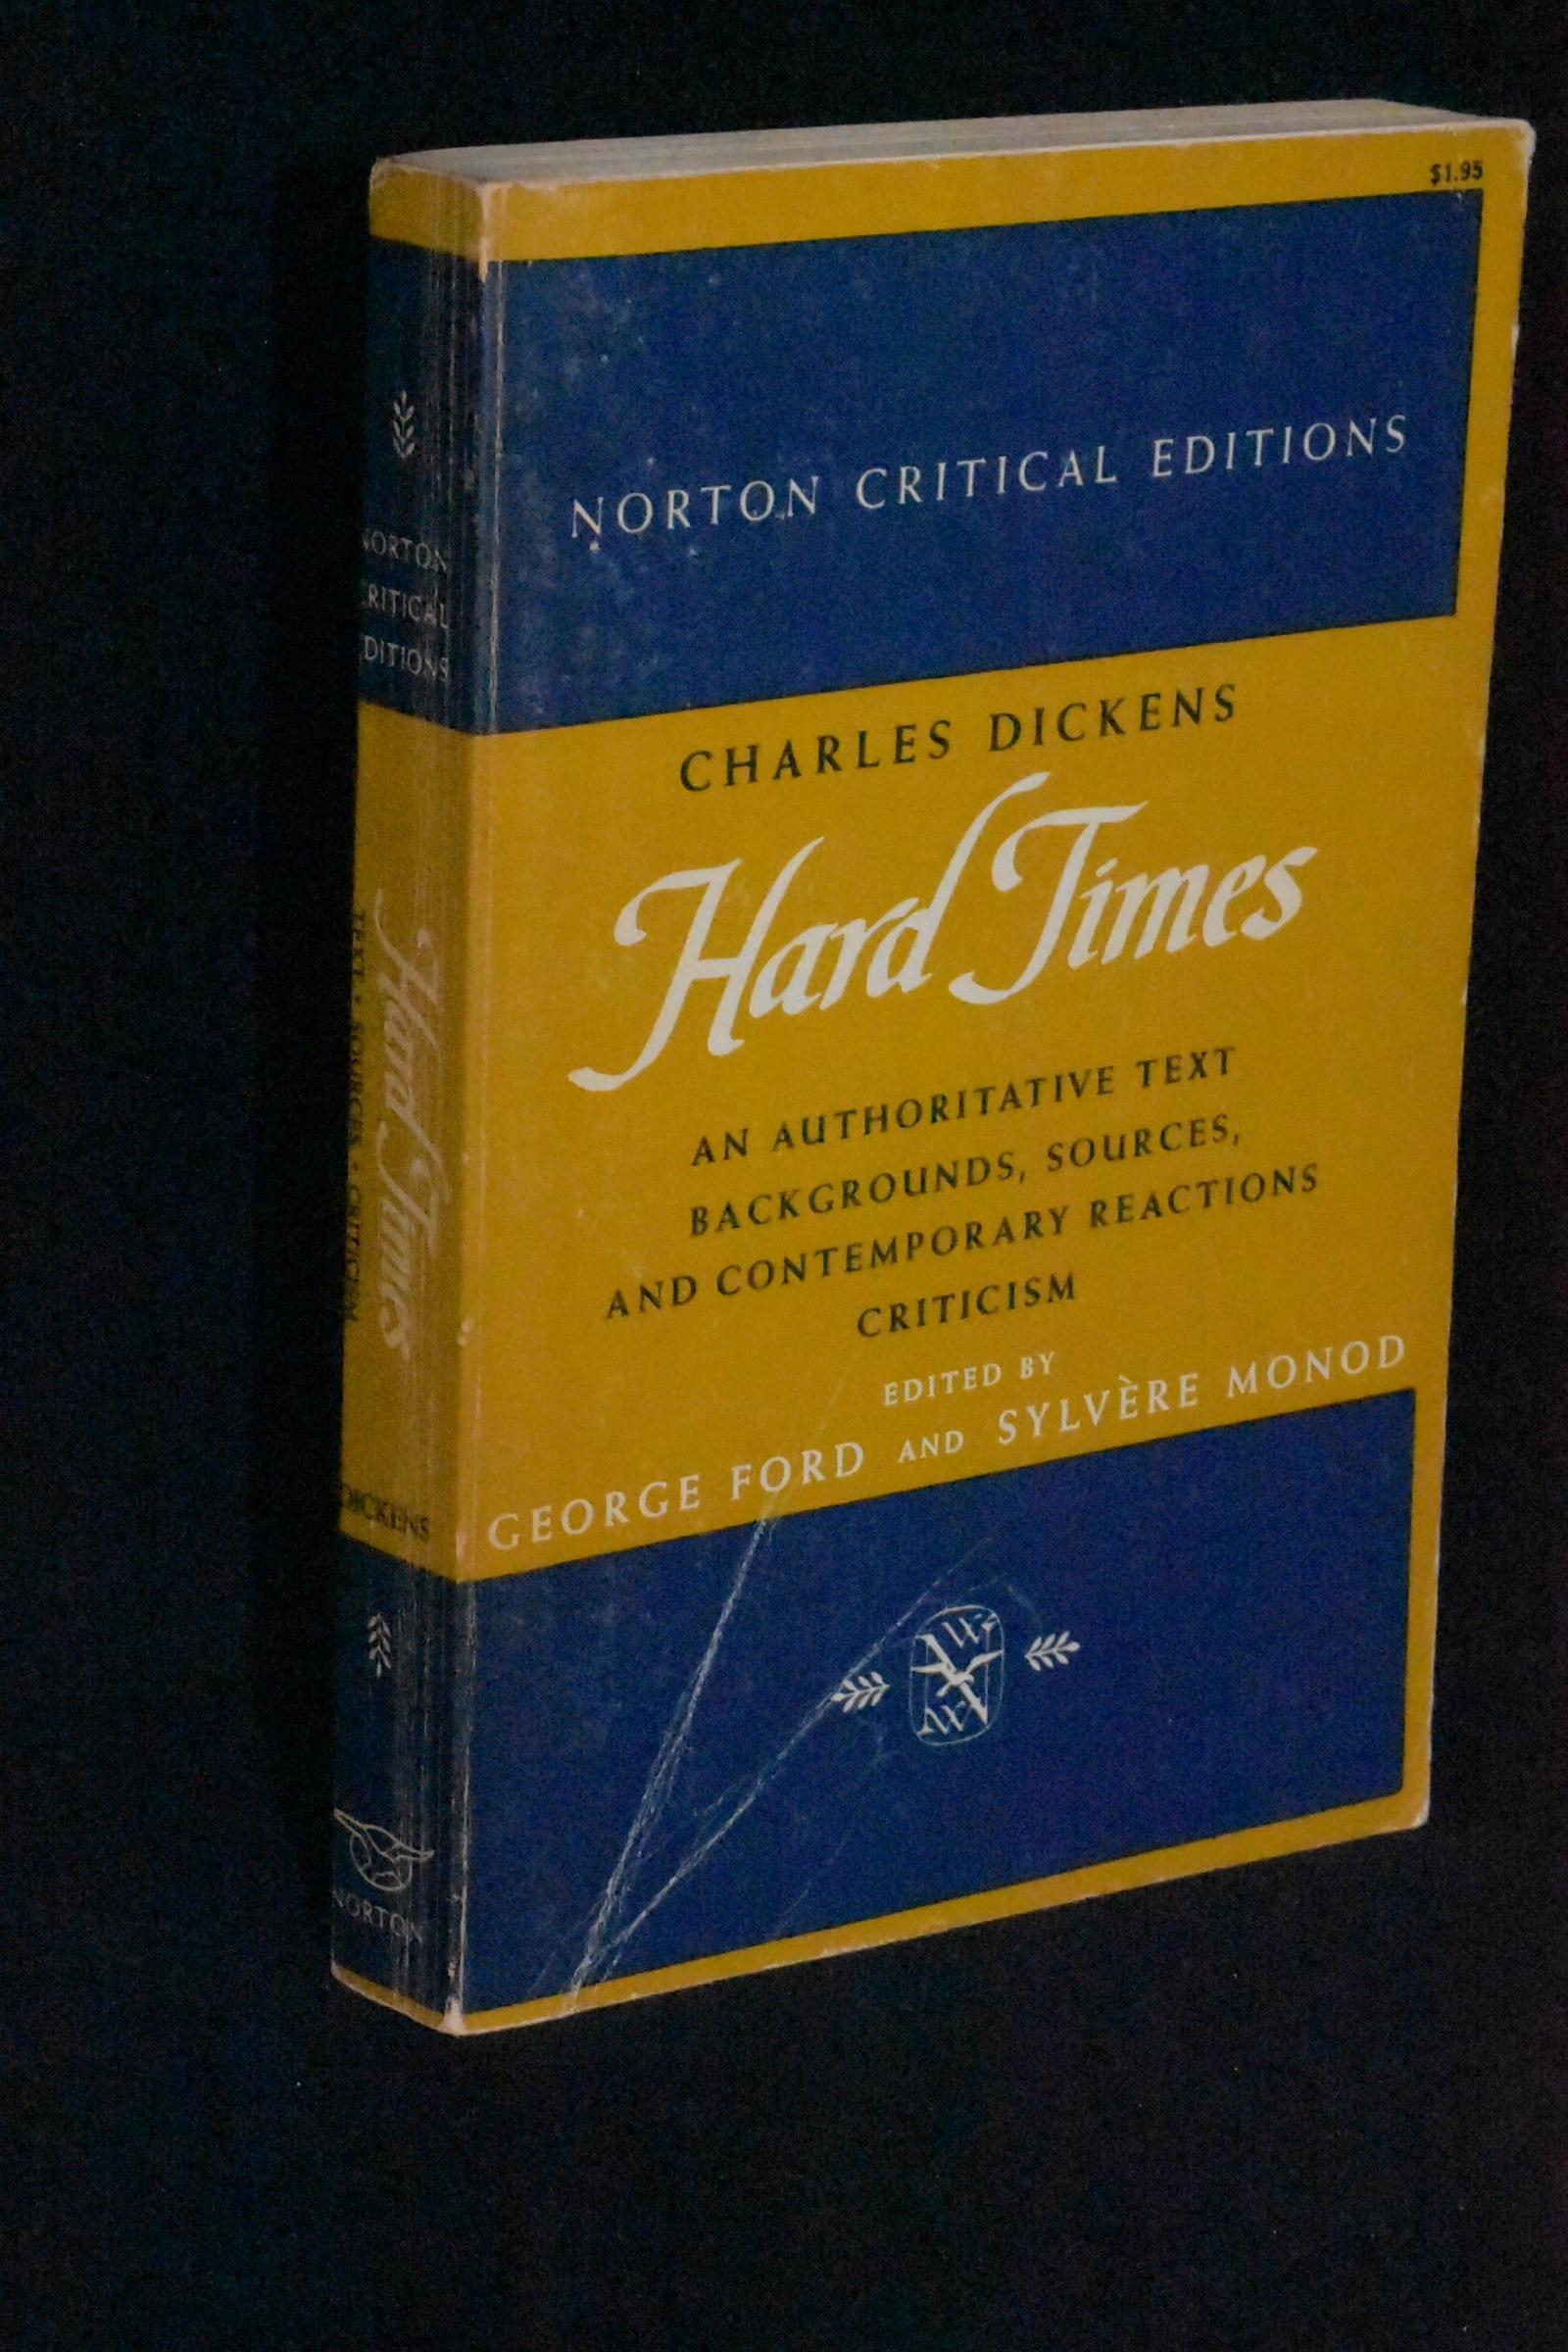 $1.95
NORTON CRITICAL EDITIONS
CHARLES DICKENS
Hard Times
AN AUTHORITATIVE TEXT
BACKGROUNDS, SOURCES,
AND CONTEMPORARY REACTIONS
CRITICISM
EDITED BY
GEORGE FORD AND SYLVÈRE MONOD
NORTON
CRITICAL
EDITIONS
Hard Times
TEXT · SOURCES · CRITICISM
DICKENS
NORTON